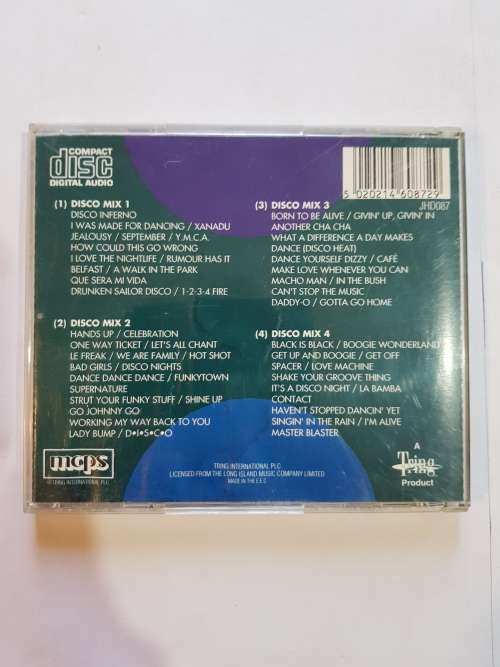 COMPACT
disc
DIGITAL AUDIO
5 020214 608729
JHD087
(1) DISCO MIX 1
DISCO INFERNO
I WAS MADE FOR DANCING / XANADU
JEALOUSY / SEPTEMBER / Y.M.C.A.
HOW COULD THIS GO WRONG
I LOVE THE NIGHTLIFE / RUMOUR HAS IT
BELFAST / A WALK IN THE PARK
QUE SERA MI VIDA
DRUNKEN SAILOR DISCO / 1-2-3-4 FIRE
(2) DISCO MIX 2
HANDS UP / CELEBRATION
ONE WAY TICKET / LET'S ALL CHANT
LE FREAK / WE ARE FAMILY / HOT SHOT
BAD GIRLS / DISCO NIGHTS
DANCE DANCE DANCE / FUNKYTOWN
SUPERNATURE
STRUT YOUR FUNKY STUFF / SHINE UP
GO JOHNNY GO
WORKING MY WAY BACK TO YOU
LADY BUMP / D•I•S•C•O
(3) DISCO MIX 3
BORN TO BE ALIVE / GIVIN' UP, GIVIN' IN
ANOTHER CHA CHA
WHAT A DIFFERENCE A DAY MAKES
DANCE (DISCO HEAT)
DANCE YOURSELF DIZZY / CAFÉ
MAKE LOVE WHENEVER YOU CAN
MACHO MAN / IN THE BUSH
CAN'T STOP THE MUSIC
DADDY-O / GOTTA GO HOME
(4) DISCO MIX 4
BLACK IS BLACK / BOOGIE WONDERLAND
GET UP AND BOOGIE / GET OFF
SPACER / LOVE MACHINE
SHAKE YOUR GROOVE THING
IT'S A DISCO NIGHT / LA BAMBA
CONTACT
HAVEN'T STOPPED DANCIN' YET
SINGIN' IN THE RAIN / I'M ALIVE
MASTER BLASTER
mcps
TRING INTERNATIONAL PLC
TRING INTERNATIONAL PLC.
LICENSED FROM THE LONG ISLAND MUSIC COMPANY LIMITED
MADE IN THE E.E.C.
A
Tring
Product